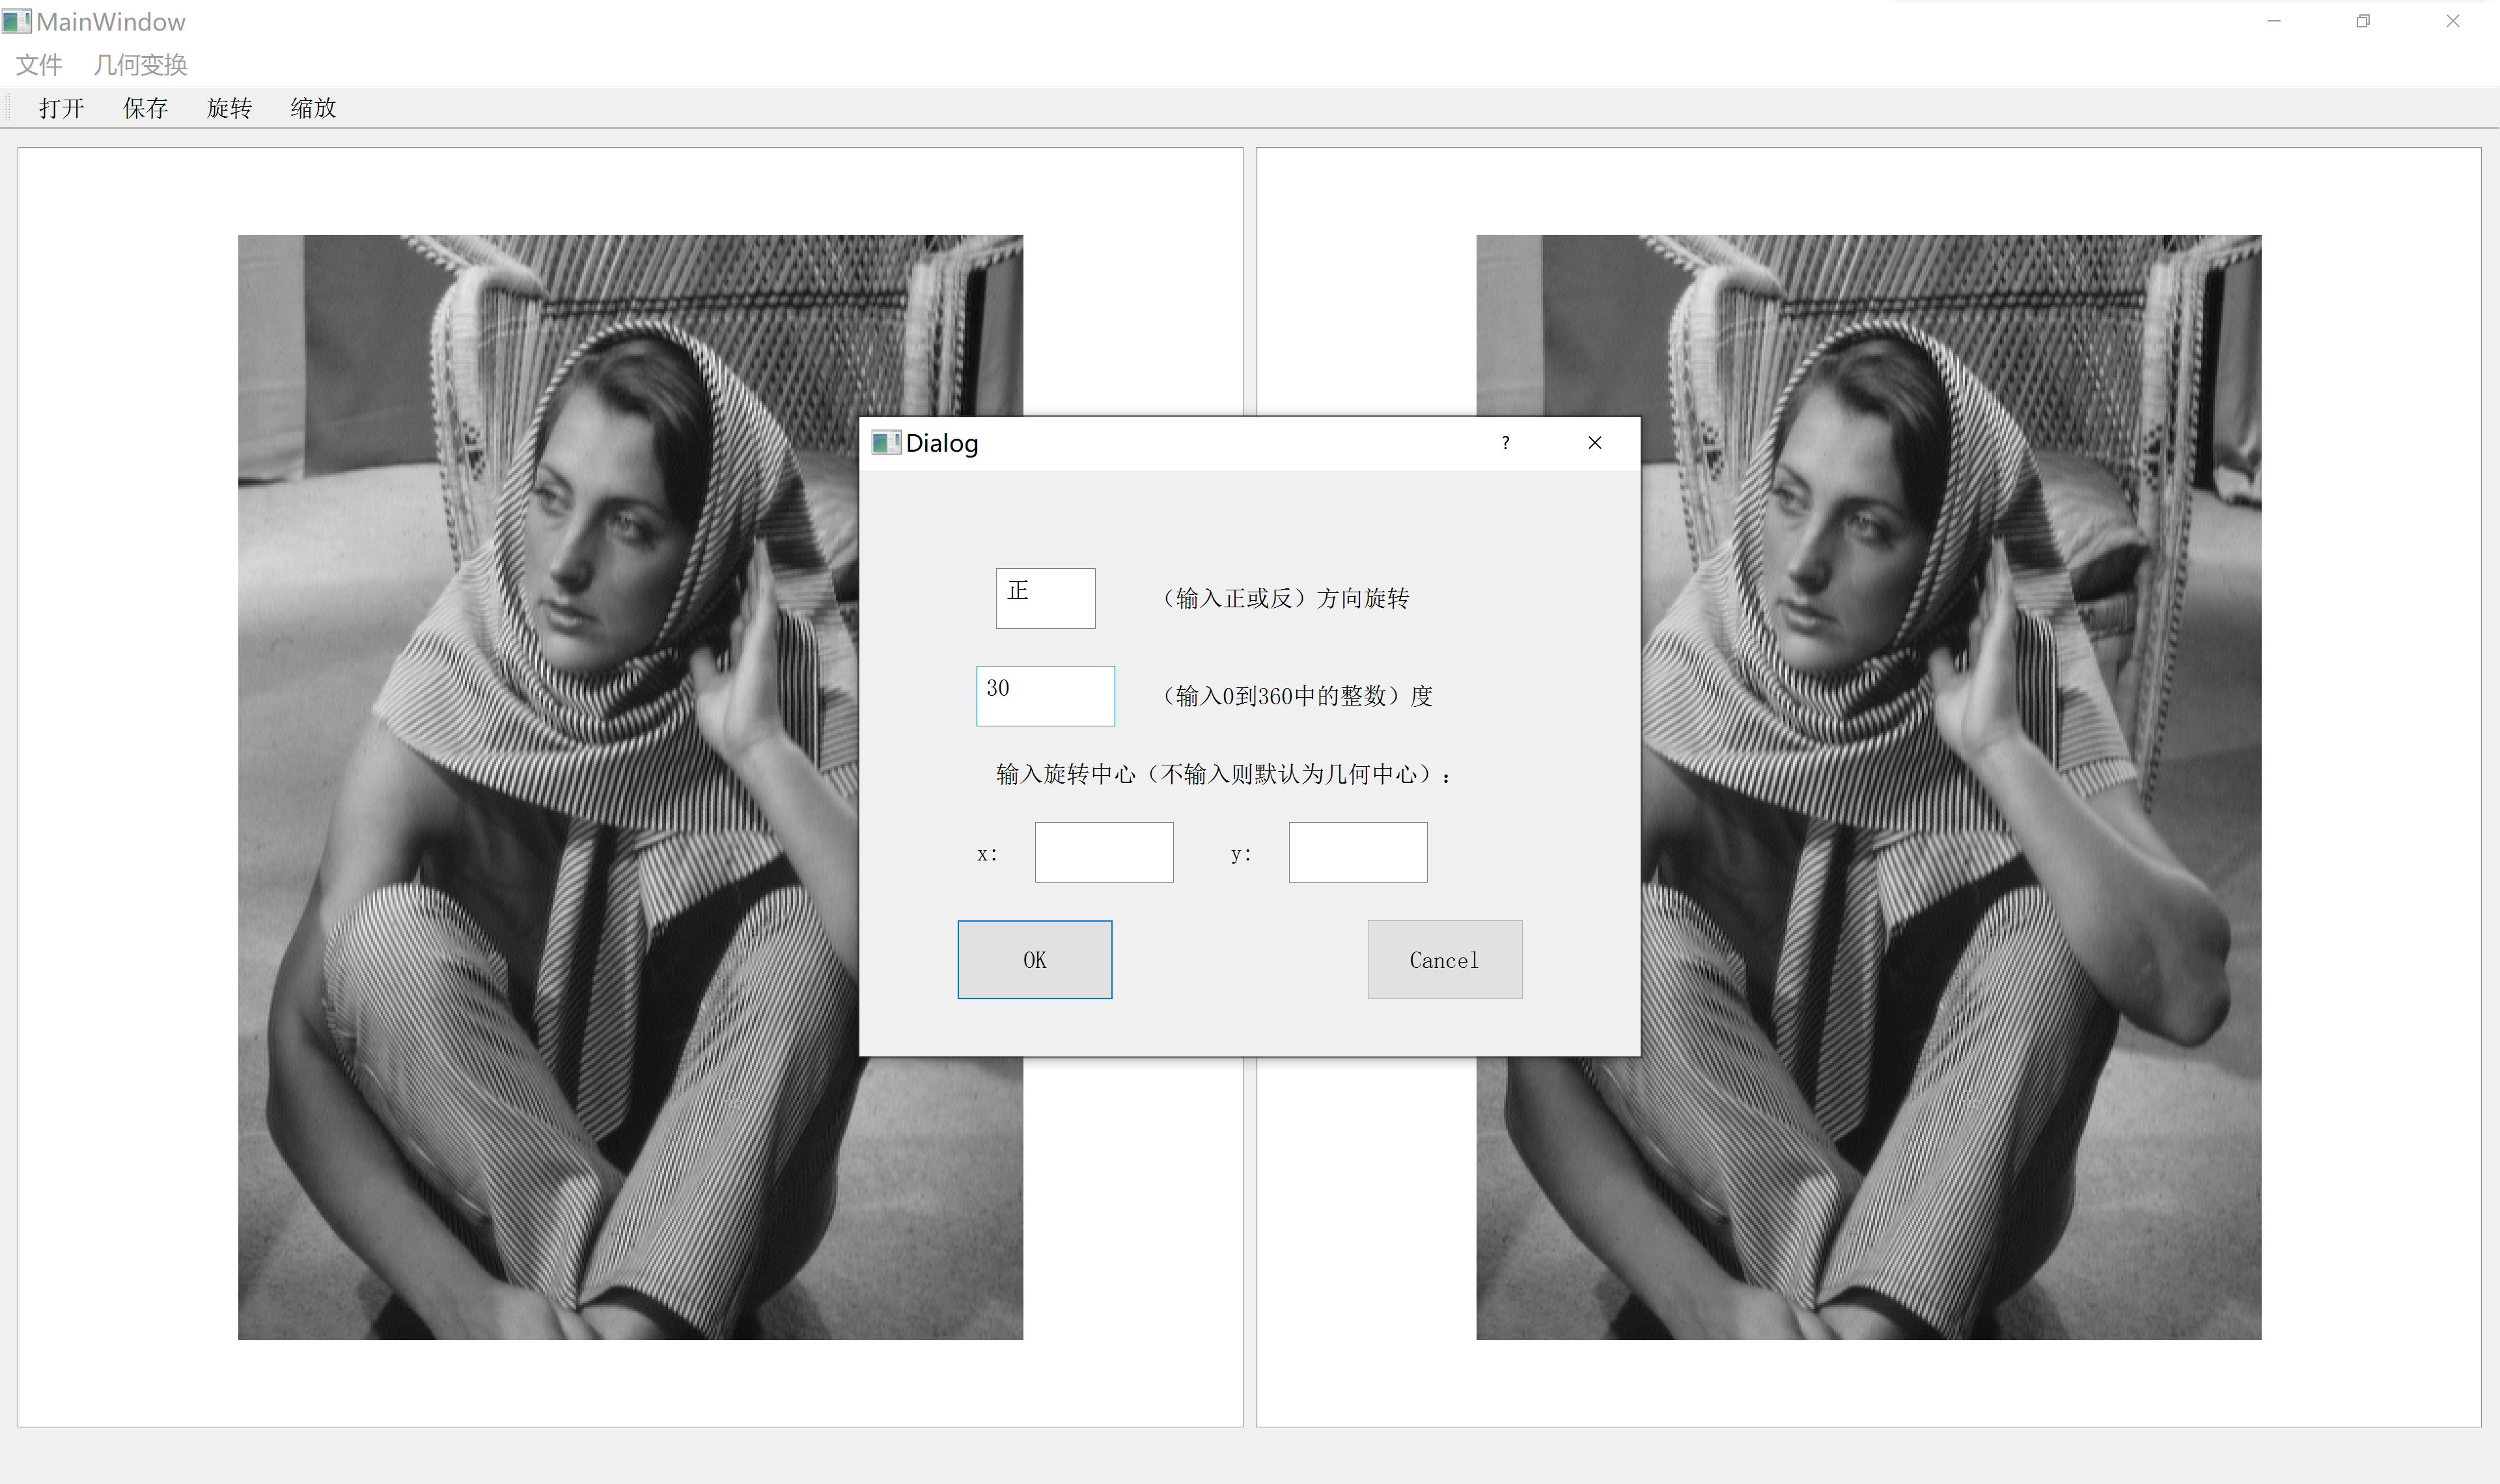 MainWindow
文件 几何变换
打开 保存 旋转 缩放
Dialog
正 （输入正或反）方向旋转
30 （输入0到360中的整数）度
输入旋转中心（不输入则默认为几何中心）：
x: y:
OK Cancel